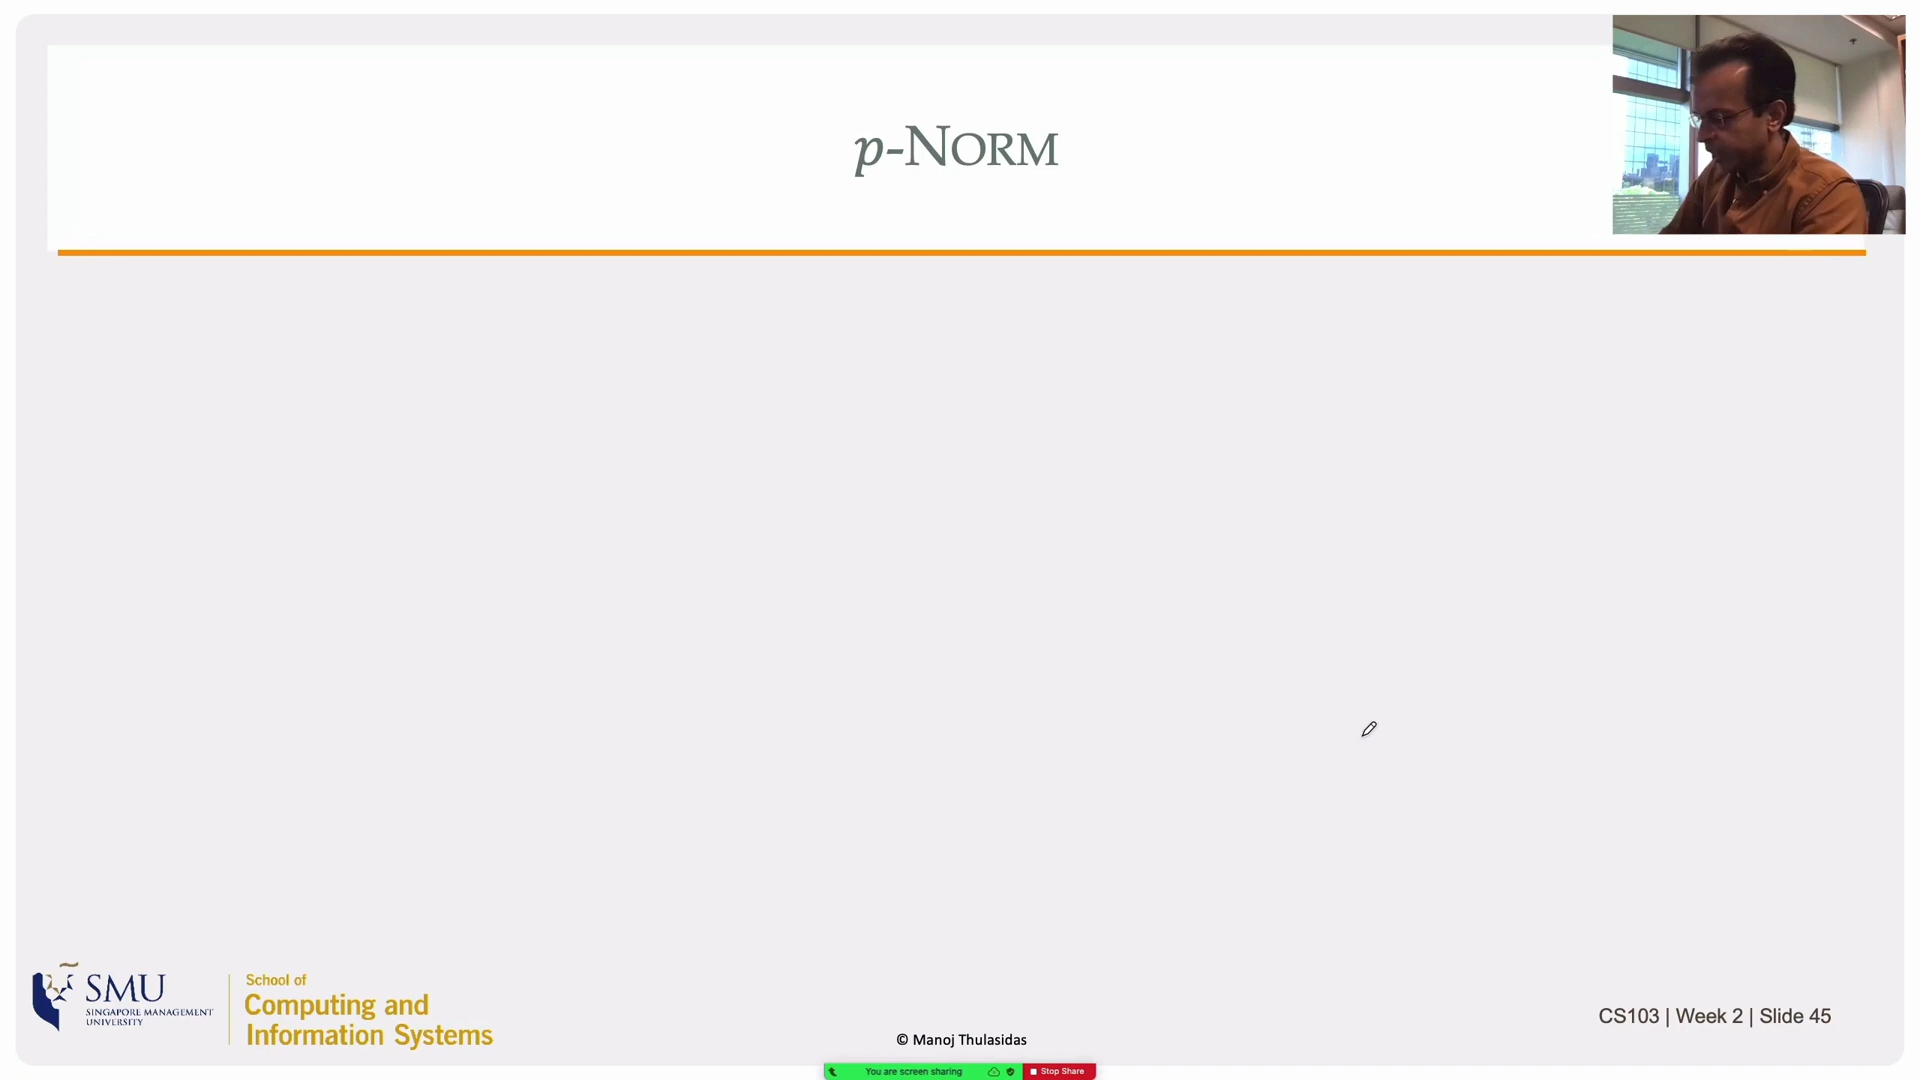 p-NORM
SMU
SINGAPORE MANAGEMENT
UNIVERSITY
School of
Computing and
Information Systems
© Manoj Thulasidas
CS103 | Week 2 | Slide 45
You are screen sharing
Stop Share